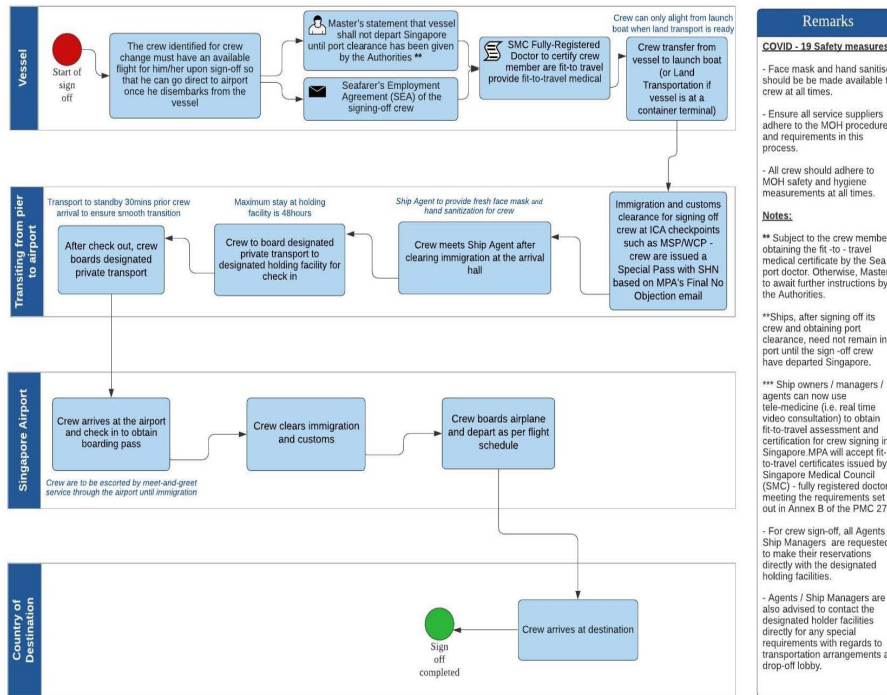 Vessel
Start of
sign
off
The crew identified for crew
change must have an available
flight for him/her upon sign-off so
that he can go direct to airport
once he disembarks from the
vessel
Master's statement that vessel
shall not depart Singapore
until port clearance has been given
by the Authorities **
Seafarer's Employment
Agreement (SEA) of the
signing-off crew
SMC Fully-Registered
Doctor to certify crew
member are fit-to travel
provide fit-to-travel medical
Crew can only alight from launch
boat when land transport is ready
Crew transfer from
vessel to launch boat
(or Land
Transportation if
vessel is at a
container terminal)
Transiting from pier
to airport
Transport to standby 30mins prior crew
arrival to ensure smooth transition
After check out, crew
boards designated
private transport
Maximum stay at holding
facility is 48hours
Crew to board designated
private transport to
designated holding facility for
check in
Ship Agent to provide fresh face mask and
hand sanitization for crew
Crew meets Ship Agent after
clearing immigration at the arrival
hall
Immigration and customs
clearance for signing off
crew at ICA checkpoints
such as MSP/WCP -
crew are issued a
Special Pass with SHN
based on MPA's Final No
Objection email
Singapore Airport
Crew arrives at the airport
and check in to obtain
boarding pass
Crew are to be escorted by meet-and-greet
service through the airport until immigration
Crew clears immigration
and customs
Crew boards airplane
and depart as per flight
schedule
Country of
Destination
Sign
off
completed
Crew arrives at destination
Remarks
COVID - 19 Safety measures
- Face mask and hand sanitise
should be be made available t
crew at all times.
- Ensure all service suppliers
adhere to the MOH procedure
and requirements in this
process.
- All crew should adhere to
MOH safety and hygiene
measurements at all times.
Notes:
** Subject to the crew membe
obtaining the fit -to - travel
medical certificate by the Sea
port doctor. Otherwise, Master
to await further instructions by
the Authorities.
**Ships, after signing off its
crew and obtaining port
clearance, need not remain in
port until the sign -off crew
have departed Singapore.
*** Ship owners / managers /
agents can now use
tele-medicine (i.e. real time
video consultation) to obtain
fit-to-travel assessment and
certification for crew signing in
Singapore.MPA will accept fit-
to-travel certificates issued by
Singapore Medical Council
(SMC) - fully registered doctor
meeting the requirements set
out in Annex B of the PMC 27
- For crew sign-off, all Agents
Ship Managers are requested
to make their reservations
directly with the designated
holding facilities.
- Agents / Ship Managers are
also advised to contact the
designated holder facilities
directly for any special
requirements with regards to
transportation arrangements a
drop-off lobby.